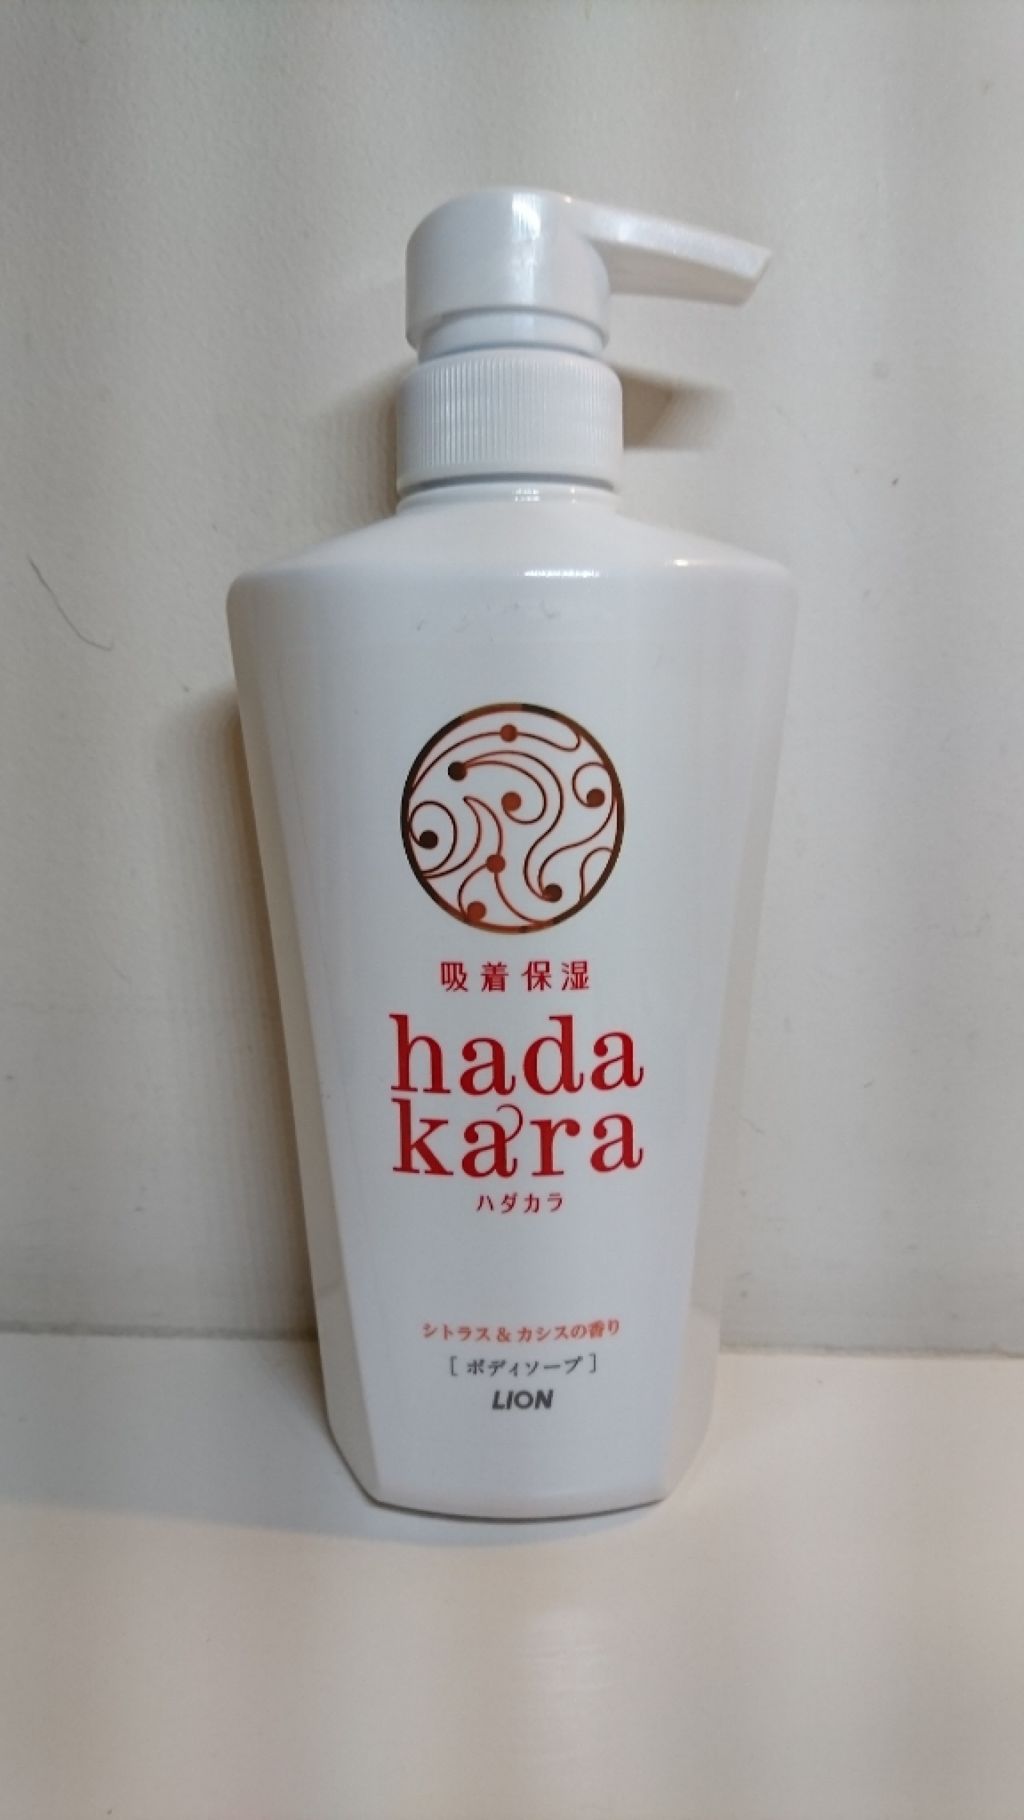 吸着保湿
hada
kara
ハダカラ
シトラス&カシスの香り
[ボディソープ]
LION